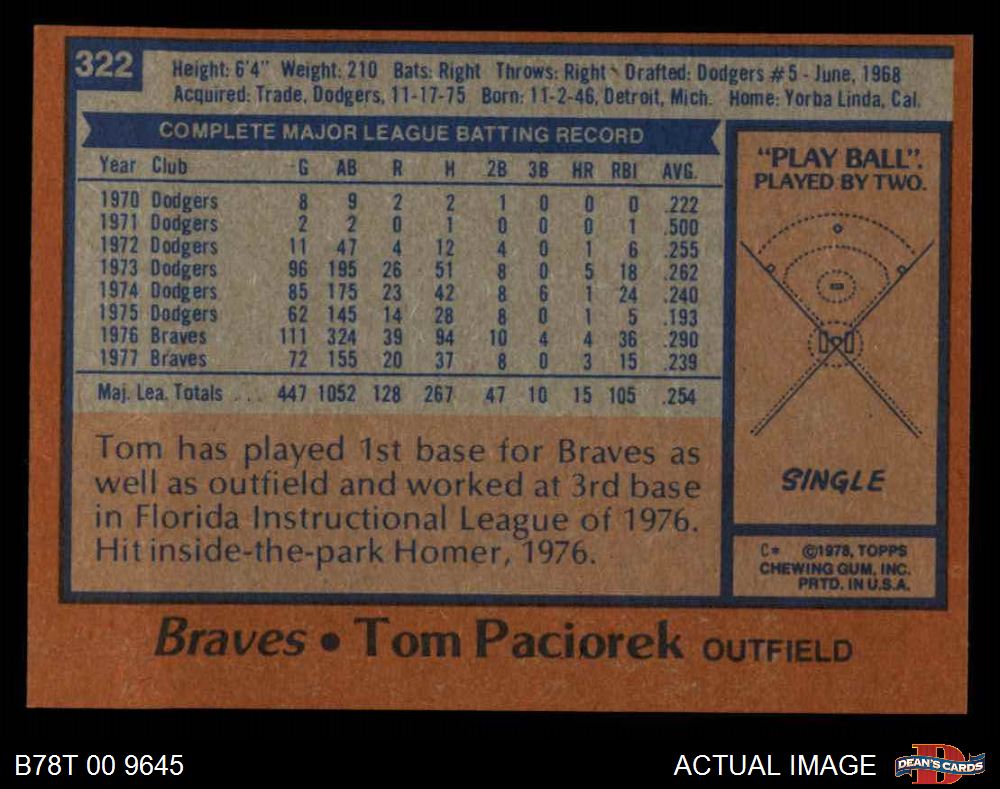 322
Height: 6'4" Weight: 210 Bats: Right Throws: Right Drafted: Dodgers #5 - June, 1968
Acquired: Trade, Dodgers, 11-17-75 Born: 11-2-46, Detroit, Mich. Home: Yorba Linda, Cal.
COMPLETE MAJOR LEAGUE BATTING RECORD
Year Club G AB R H 2B 3B HR RBI AVG.
1970 Dodgers 8 9 2 2 1 0 0 0 .222
1971 Dodgers 2 2 0 1 0 0 0 1 .500
1972 Dodgers 11 47 4 12 4 0 1 6 .255
1973 Dodgers 96 195 26 51 8 0 5 18 .262
1974 Dodgers 85 175 23 42 8 6 1 24 .240
1975 Dodgers 62 145 14 28 8 0 1 5 .193
1976 Braves 111 324 39 94 10 4 4 36 .290
1977 Braves 72 155 20 37 8 0 3 15 .239
Maj. Lea. Totals ... 447 1052 128 267 47 10 15 105 .254
Tom has played 1st base for Braves as
well as outfield and worked at 3rd base
in Florida Instructional League of 1976.
Hit inside-the-park Homer, 1976.
"PLAY BALL".
PLAYED BY TWO.
SINGLE
C* ©1978, TOPPS
CHEWING GUM, INC.
PRTD. IN U.S.A.
Braves • Tom Paciorek OUTFIELD
B78T 00 9645
ACTUAL IMAGE
D
DEAN'S CARDS